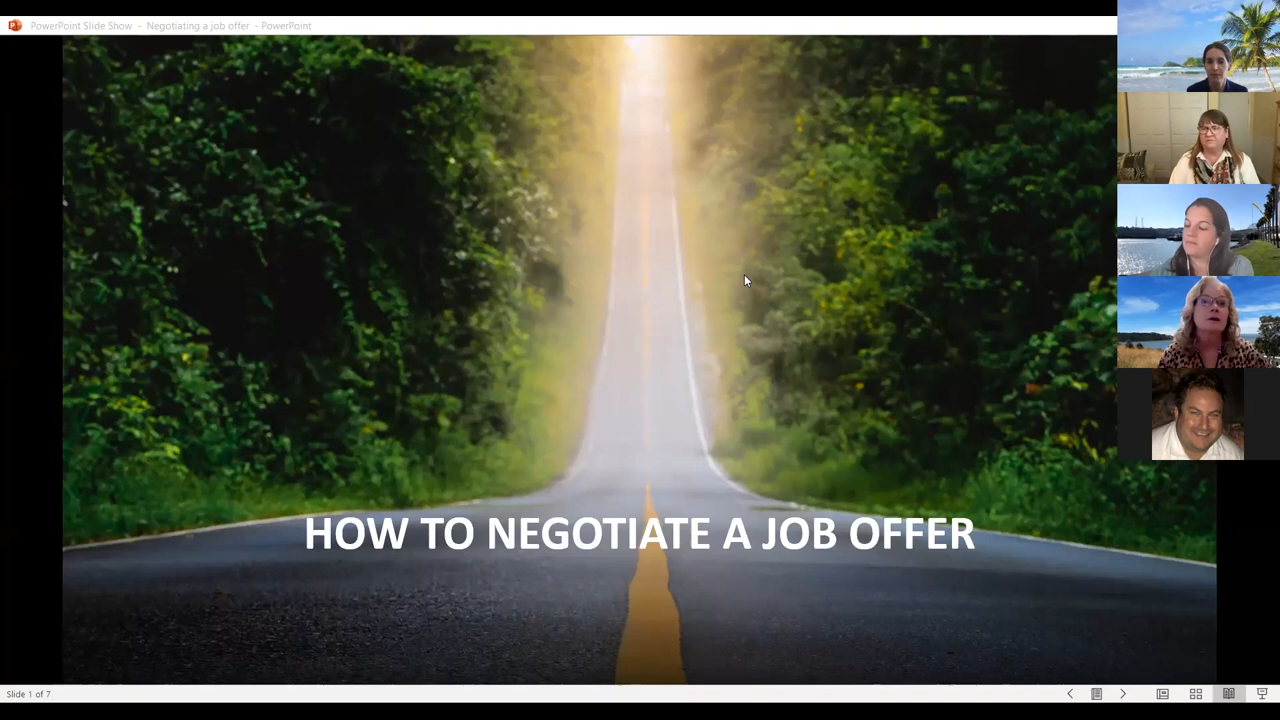 PowerPoint Slide Show - Negotiating a job offer - PowerPoint
HOW TO NEGOTIATE A JOB OFFER
Slide 1 of 7